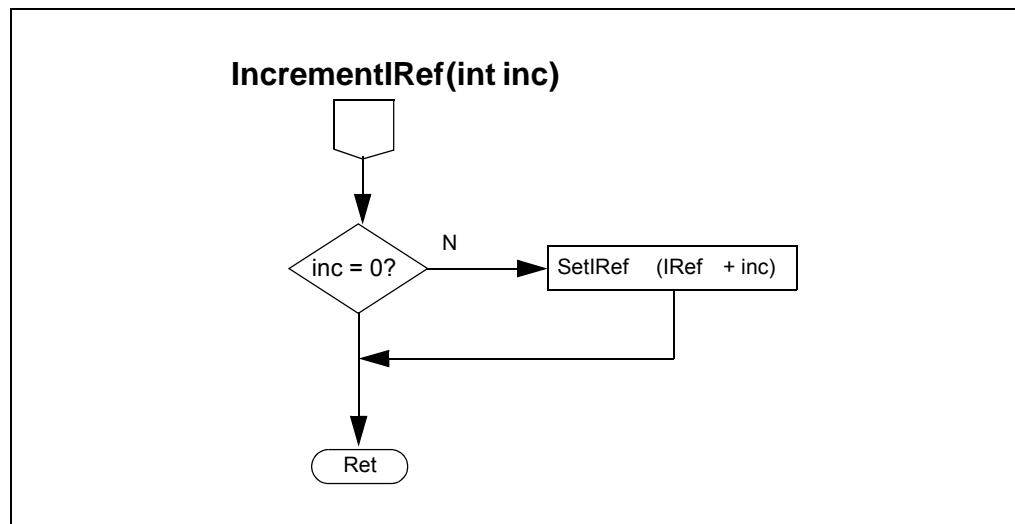 IncrementIRef(int inc)
N
inc = 0?
SetIRef (IRef + inc)
Ret